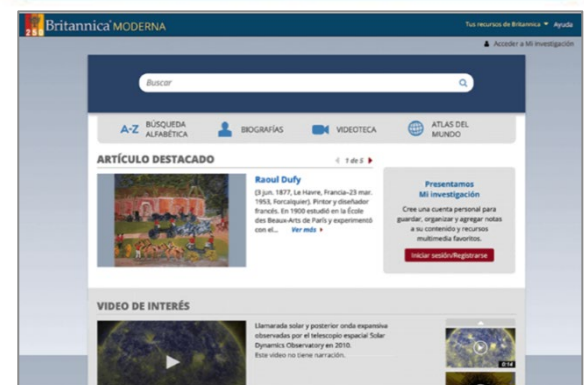 250 Britannica MODERNA
Tus recursos de Britannica Ayuda
Acceder a Mi Investigación
Buscar
A-Z BÚSQUEDA ALFABÉTICA
BIOGRAFÍAS
VIDEOTECA
ATLAS DEL MUNDO
ARTÍCULO DESTACADO
1 de 5
Raoul Dufy
(3 jun. 1877, Le Havre, Francia–23 mar.
1953, Forcalquier). Pintor y diseñador
francés. En 1900 estudió en la École
des Beaux-Arts de París y experimentó
con el... Ver más
Presentamos
Mi investigación
Cree una cuenta personal para
guardar, organizar y agregar notas
a su contenido y recursos
multimedia favoritos.
Iniciar sesión/Registrarse
VIDEO DE INTERÉS
Llamarada solar y posterior onda expansiva
observadas por el telescopio espacial Solar
Dynamics Observatory en 2010.
Este video no tiene narración.
0:14